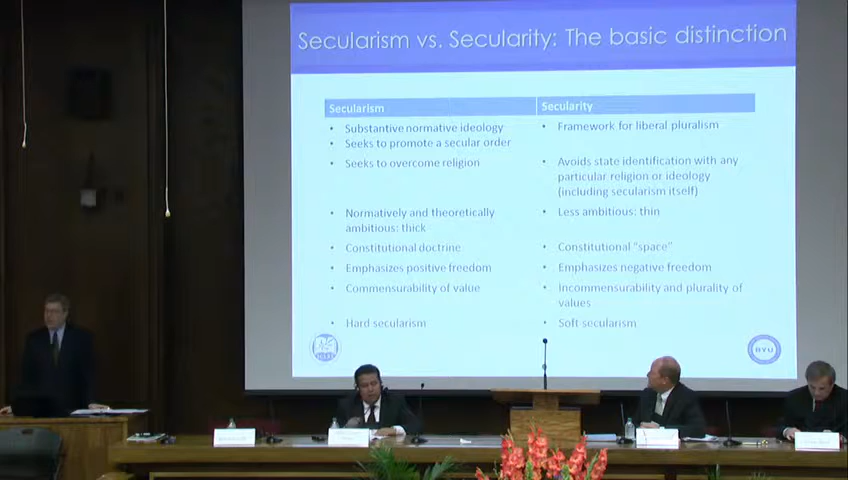 Secularism vs. Secularity: The basic distinction
Secularism
Secularity
• Substantive normative ideology
• Seeks to promote a secular order
• Framework for liberal pluralism
• Seeks to overcome religion
• Avoids state identification with any
particular religion or ideology
(including secularism itself)
• Normatively and theoretically
ambitious: thick
• Less ambitious: thin
• Constitutional doctrine
• Constitutional "space"
• Emphasizes positive freedom
• Emphasizes negative freedom
• Commensurability of value
• Incommensurability and plurality of
values
• Hard secularism
• Soft secularism
BYU